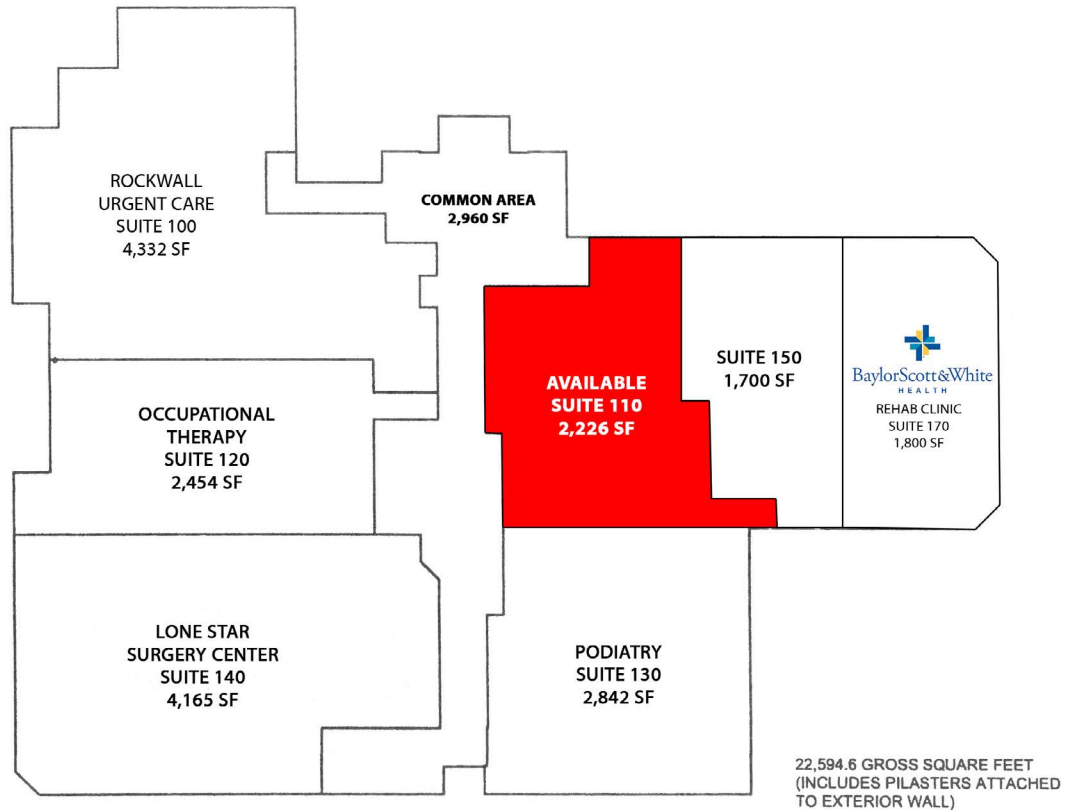 ROCKWALL
URGENT CARE
SUITE 100
4,332 SF
COMMON AREA
2,960 SF
AVAILABLE
SUITE 110
2,226 SF
SUITE 150
1,700 SF
BaylorScott&White
HEALTH
REHAB CLINIC
SUITE 170
1,800 SF
OCCUPATIONAL
THERAPY
SUITE 120
2,454 SF
LONE STAR
SURGERY CENTER
SUITE 140
4,165 SF
PODIATRY
SUITE 130
2,842 SF
22,594.6 GROSS SQUARE FEET
(INCLUDES PILASTERS ATTACHED
TO EXTERIOR WALL)